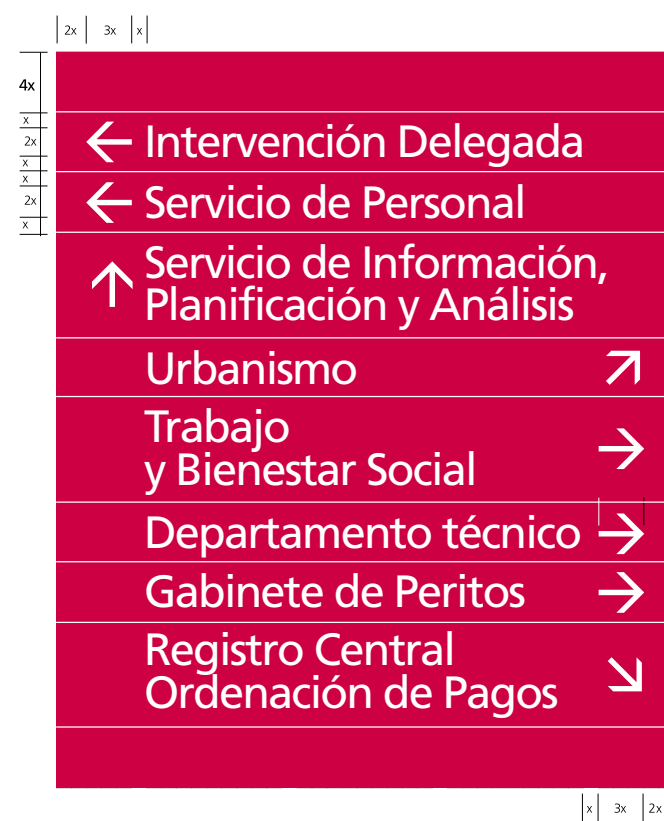 2x 3x x
4x
x
2x
x
x
2x
x
Intervención Delegada
Servicio de Personal
Servicio de Información,
Planificación y Análisis
Urbanismo
Trabajo
y Bienestar Social
Departamento técnico
Gabinete de Peritos
Registro Central
Ordenación de Pagos
x 3x 2x